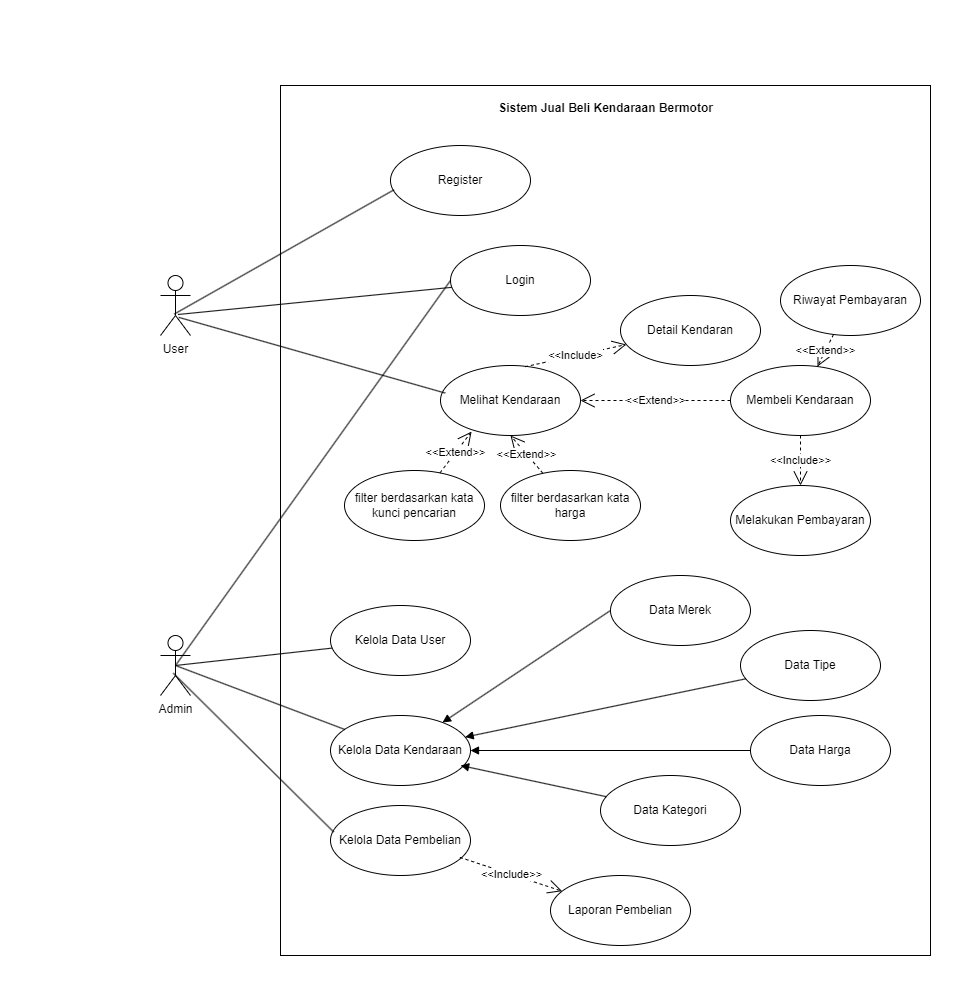 Sistem Jual Beli Kendaraan Bermotor
Register
Login
Riwayat Pembayaran
User
Detail Kendaran
<<Extend>>
<<Include>
Melihat Kendaraan
<<Extend>>
Membeli Kendaraan
<<Extend>>
<<Extend>>
<<Include>>
filter berdasarkan kata
kunci pencarian
filter berdasarkan kata
harga
Melakukan Pembayaran
Data Merek
Kelola Data User
Data Tipe
Admin
Kelola Data Kendaraan
Data Harga
Data Kategori
Kelola Data Pembelian
<<Include>>
Laporan Pembelian